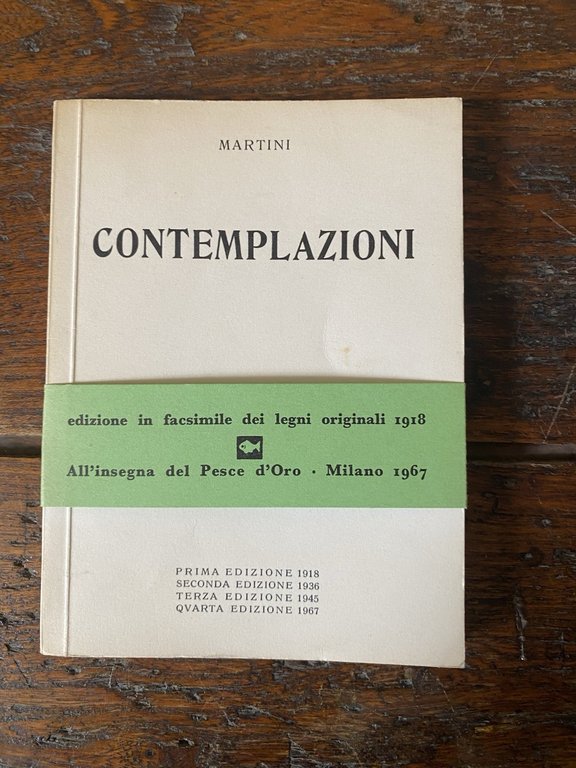 MARTINI
CONTEMPLAZIONI
edizione in facsimile dei legni originali 1918
All'insegna del Pesce d'Oro · Milano 1967
PRIMA EDIZIONE 1918
SECONDA EDIZIONE 1936
TERZA EDIZIONE 1945
QVARTA EDIZIONE 1967